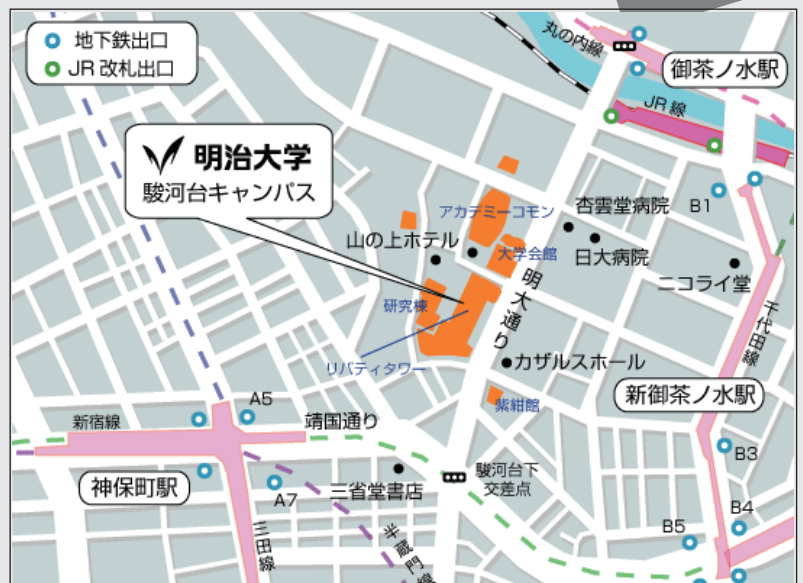 地下鉄出口
JR 改札出口
丸の内線
御茶ノ水駅
JR 線
明治大学
駿河台キャンパス
アカデミーコモン
杏雲堂病院
B1
山の上ホテル
大学会館
日大病院
ニコライ堂
明大通り
研究棟
千代田線
リバティタワー
カザルスホール
新御茶ノ水駅
紫紺館
A5
新宿線
靖国通り
B3
神保町駅
A7
三省堂書店
駿河台下
交差点
B4
B5
三田線
半蔵門線